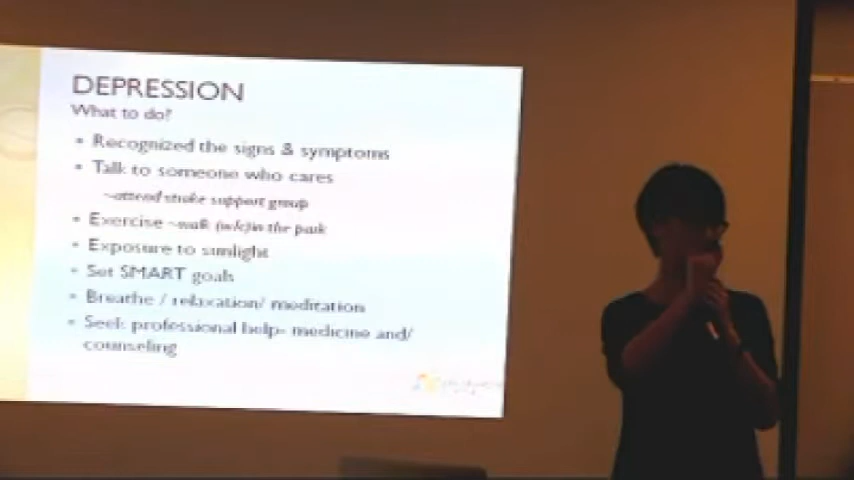 DEPRESSION
What to do?
• Recognized the signs & symptoms
• Talk to someone who cares
~attend stroke support group
• Exercise ~walk (w/c)in the park
• Exposure to sunlight
• Set SMART goals
• Breathe / relaxation/ meditation
• Seek professional help- medicine and/
counseling